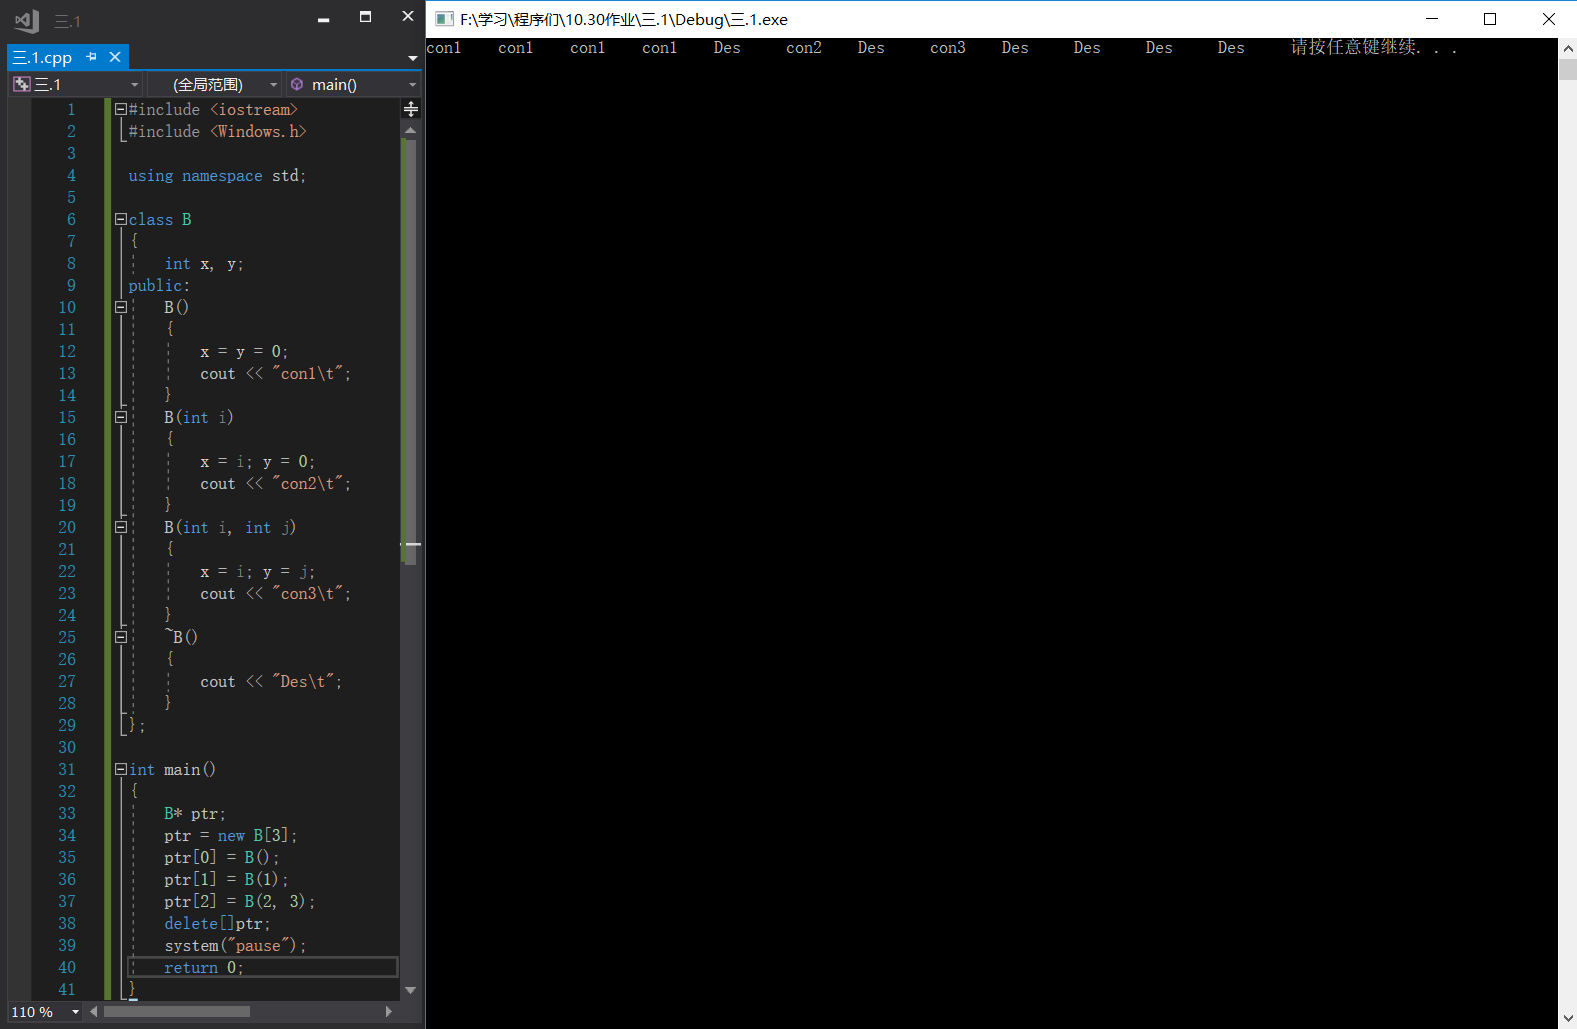 三.1
三.1.cpp
三.1 (全局范围) main()
1 #include <iostream>
2 #include <Windows.h>
3
4 using namespace std;
5
6 class B
7 {
8 int x, y;
9 public:
10 B()
11 {
12 x = y = 0;
13 cout << "con1\t";
14 }
15 B(int i)
16 {
17 x = i; y = 0;
18 cout << "con2\t";
19 }
20 B(int i, int j)
21 {
22 x = i; y = j;
23 cout << "con3\t";
24 }
25 ~B()
26 {
27 cout << "Des\t";
28 }
29 };
30
31 int main()
32 {
33 B* ptr;
34 ptr = new B[3];
35 ptr[0] = B();
36 ptr[1] = B(1);
37 ptr[2] = B(2, 3);
38 delete[]ptr;
39 system("pause");
40 return 0;
41 }
110 %
F:\学习\程序们\10.30作业\三.1\Debug\三.1.exe
con1 con1 con1 con1 Des con2 Des con3 Des Des Des Des 请按任意键继续. . .